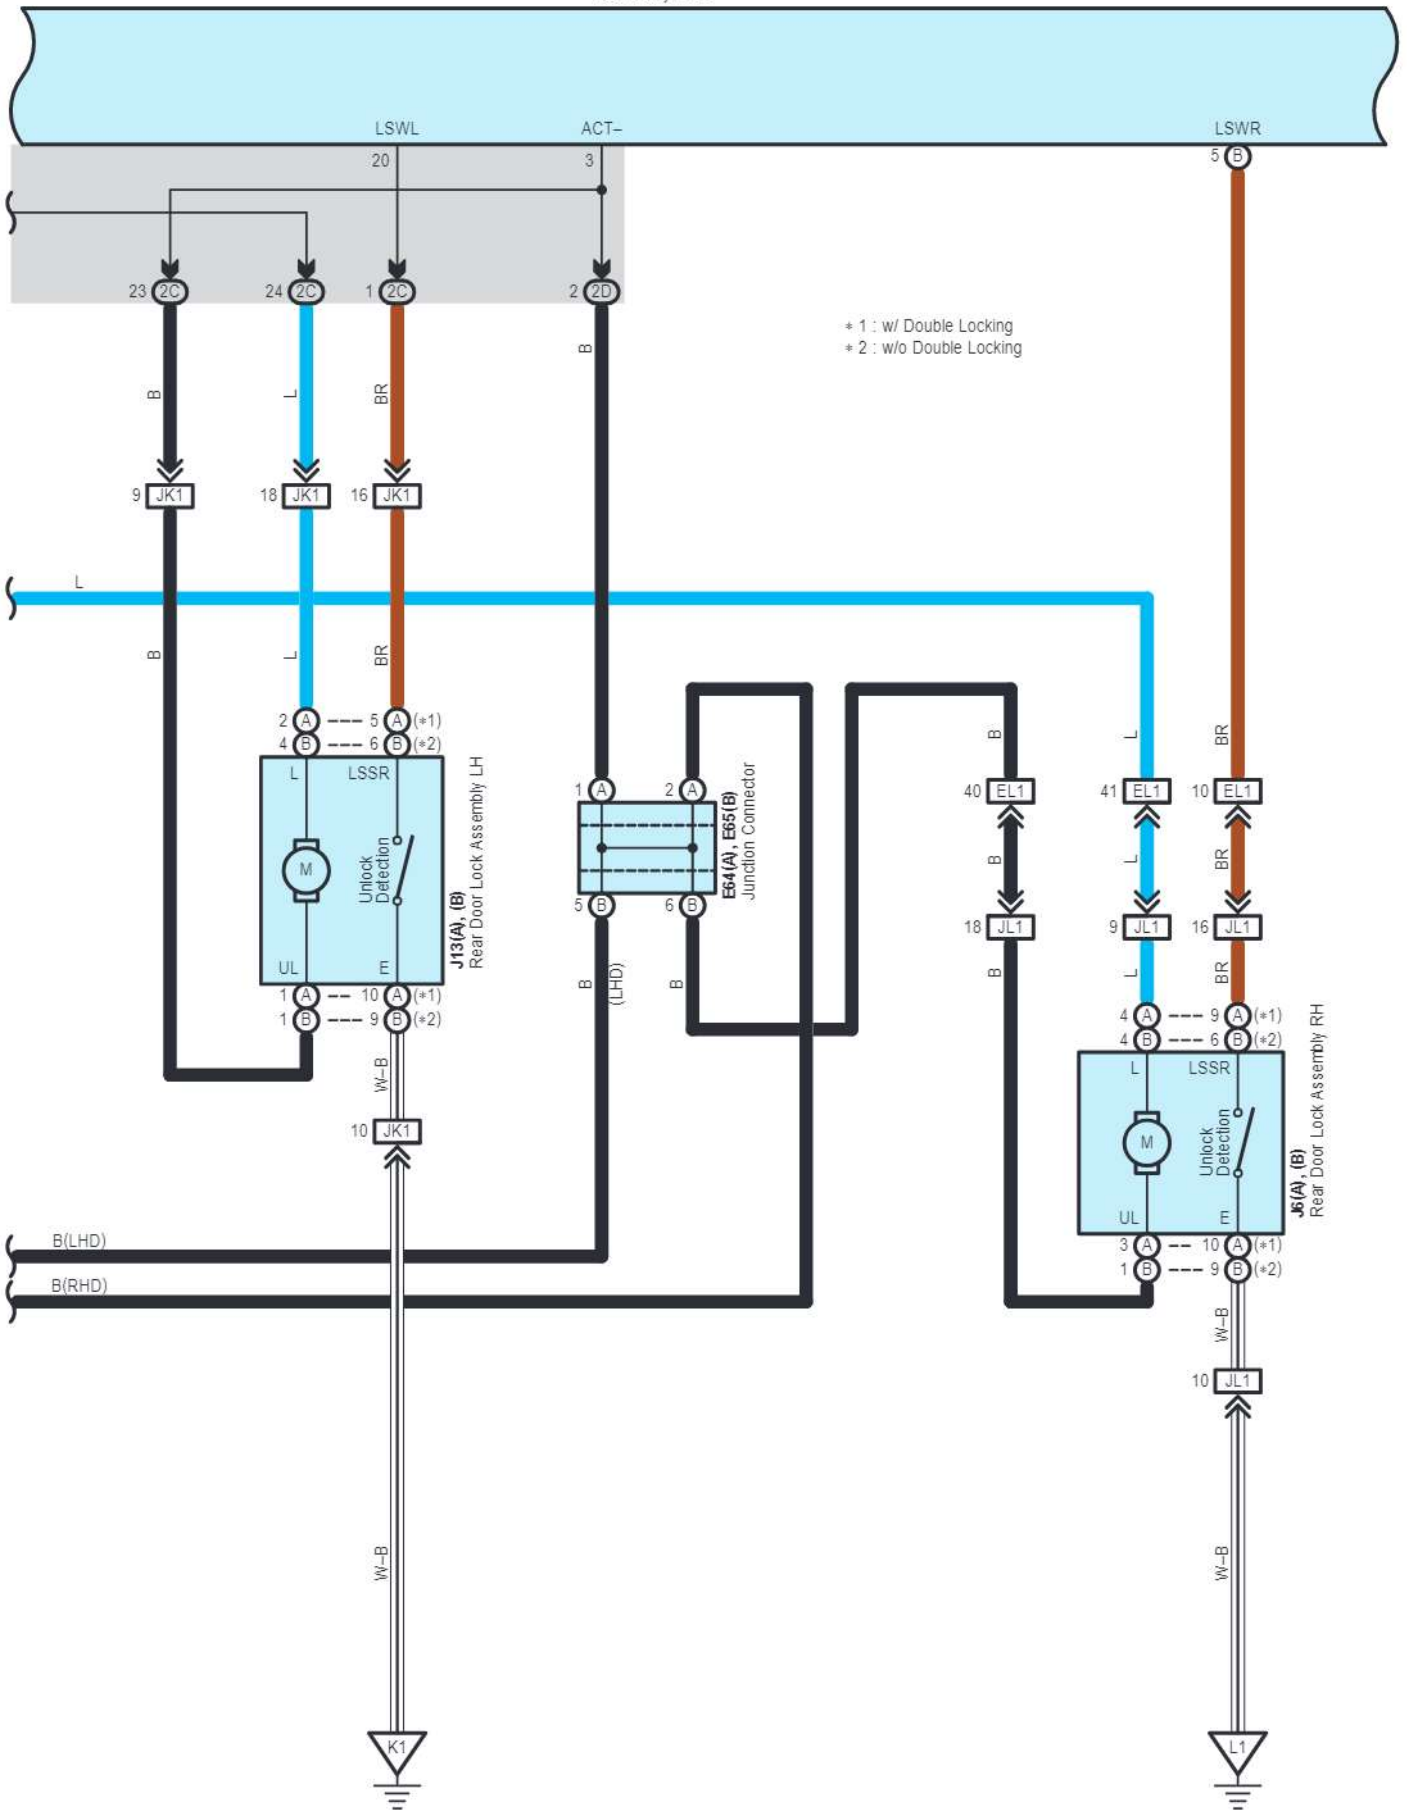 LSWL ACT– LSWR
20 3 5 B
23 2C 24 2C 1 2C 2 2D
* 1 : w/ Double Locking
* 2 : w/o Double Locking
B
B L BR
9 JK1 18 JK1 16 JK1
L
B L BR
2 A 5 A (*1)
4 B 6 B (*2)
L LSSR
M
Unlock
Detection
UL E
J13(A), (B)
Rear Door Lock Assembly LH
1 A 10 A (*1)
1 B 9 B (*2)
1 A 2 A
E64(A), E65(B)
Junction Connector
5 B 6 B
B
(LHD)
B
B L BR
40 EL1 41 EL1 10 EL1
B L BR
18 JL1 9 JL1 16 JL1
B L BR
4 A 9 A (*1)
4 B 6 B (*2)
L LSSR
M
Unlock
Detection
UL E
J6(A), (B)
Rear Door Lock Assembly RH
3 A 10 A (*1)
1 B 9 B (*2)
W–B
10 JK1
B(LHD)
B(RHD)
W–B
10 JL1
W–B W–B
K1 L1